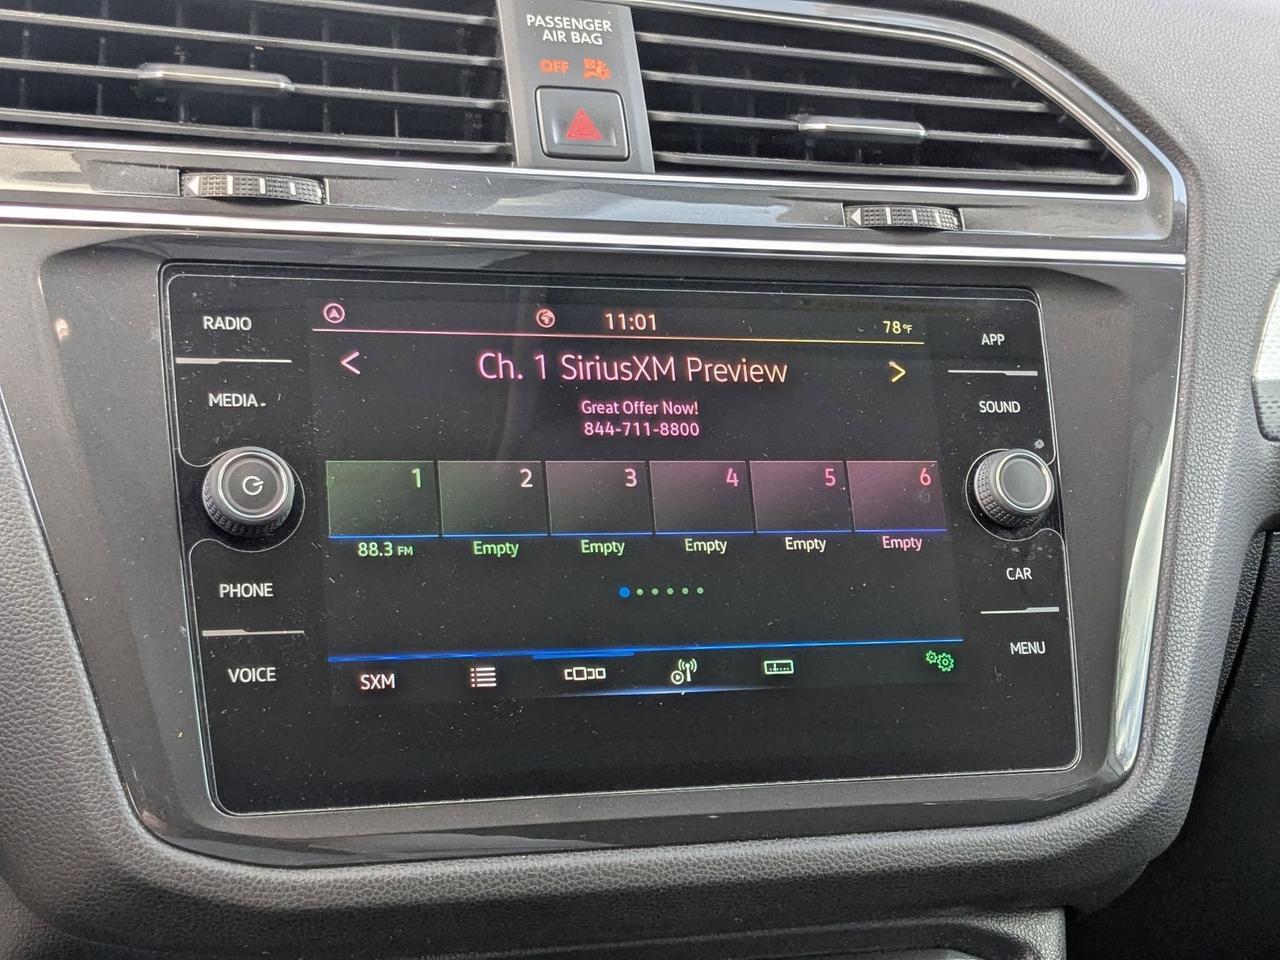 PASSENGER
AIR BAG
OFF
RADIO
MEDIA
PHONE
VOICE
11:01
78°F
< Ch. 1 SiriusXM Preview >
Great Offer Now!
844-711-8800
1 2 3 4 5 6
88.3 FM Empty Empty Empty Empty Empty
SXM
APP
SOUND
CAR
MENU